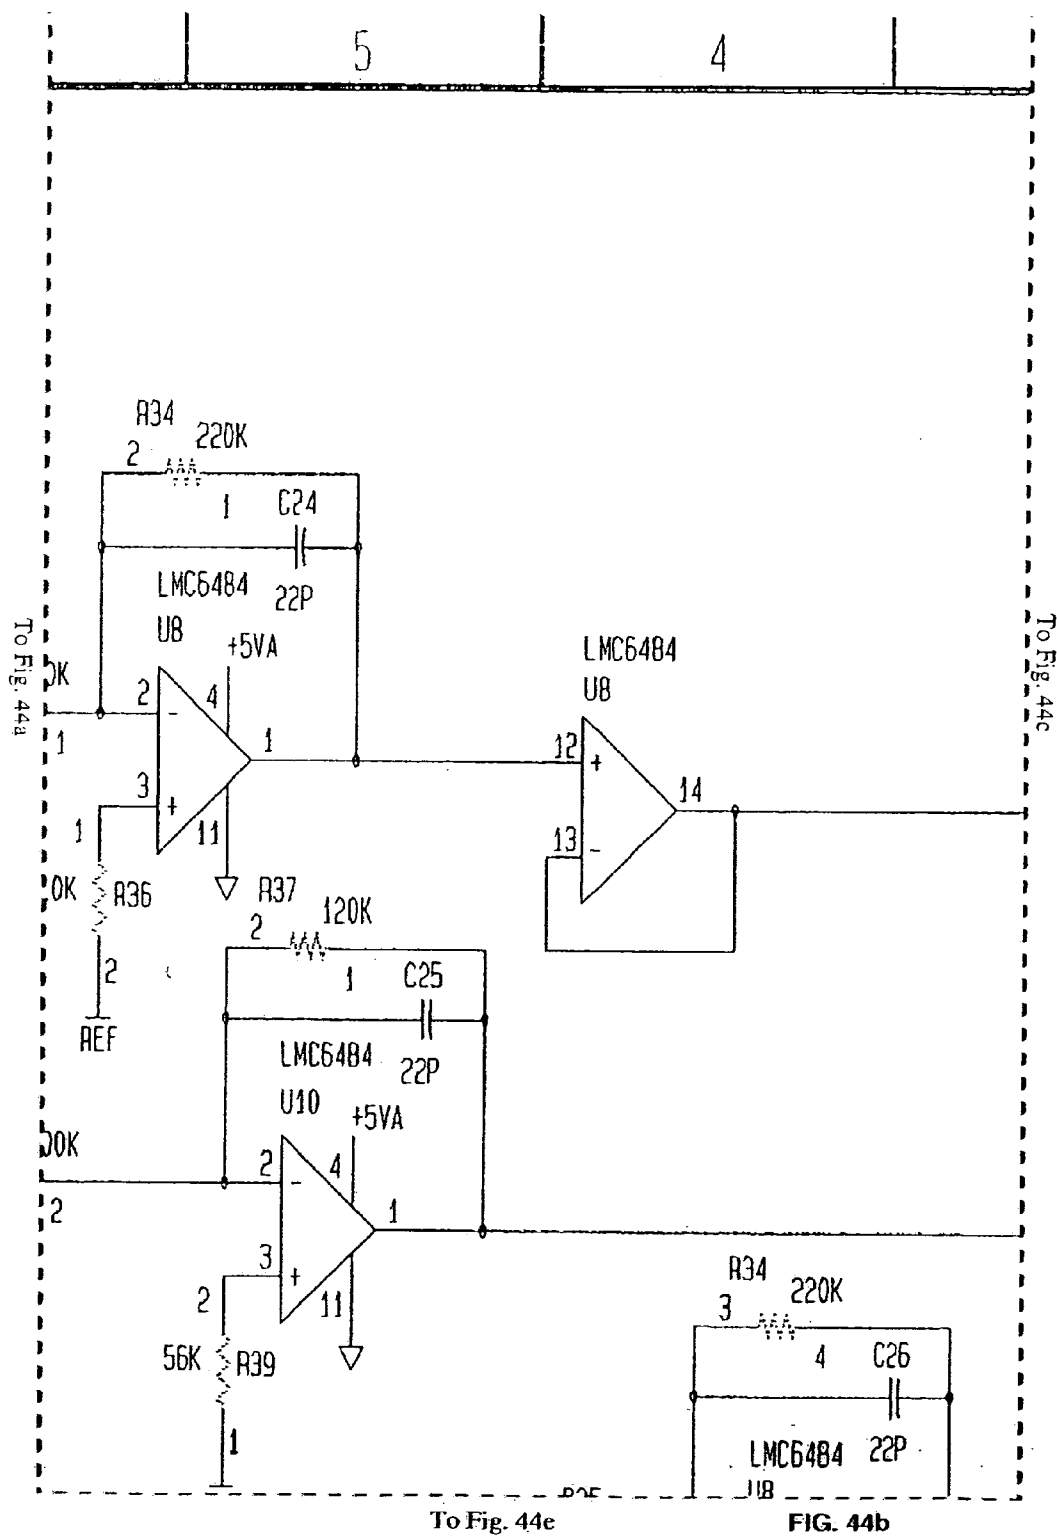 5 4
R34
220K
2
1
C24
22P
LMC6484
U8
+5VA
0K
1
2
4
1
3
11
1
0K
R36
2
REF
LMC6484
U8
12
13
14
R37
120K
2
1
C25
22P
LMC6484
U10
+5VA
00K
2
2
4
1
3
11
2
56K
R39
1
R34
220K
3
4
C26
22P
LMC6484
U8
To Fig. 44a
To Fig. 44c
To Fig. 44e
FIG. 44b